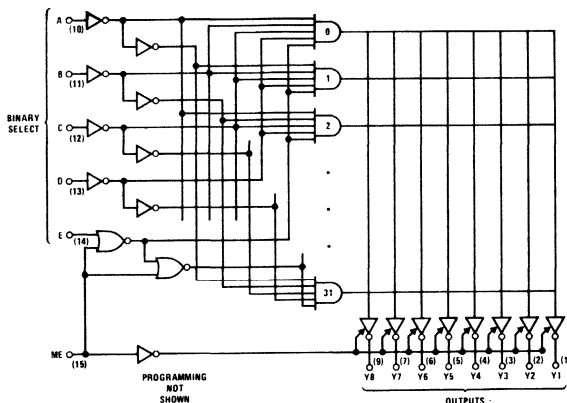 A
(10)
B
(11)
BINARY
SELECT
C
(12)
D
(13)
E
(14)
ME
(15)
0
1
2
31
PROGRAMMING
NOT
SHOWN
(9) (7) (6) (5) (4) (3) (2) (1
Y8 Y7 Y6 Y5 Y4 Y3 Y2 Y1
OUTPUTS